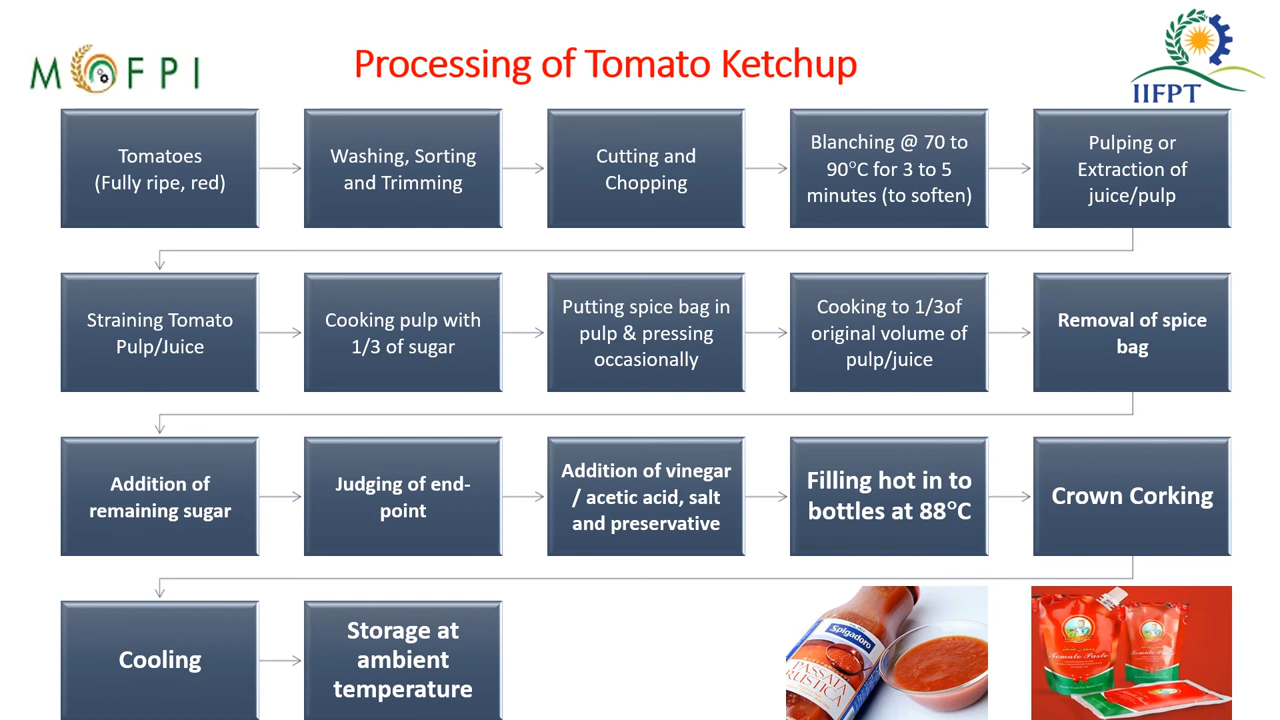 MOFPI
Processing of Tomato Ketchup
IIFPT
Tomatoes
(Fully ripe, red)
Washing, Sorting
and Trimming
Cutting and
Chopping
Blanching @ 70 to
90°C for 3 to 5
minutes (to soften)
Pulping or
Extraction of
juice/pulp
Straining Tomato
Pulp/Juice
Cooking pulp with
1/3 of sugar
Putting spice bag in
pulp & pressing
occasionally
Cooking to 1/3of
original volume of
pulp/juice
Removal of spice
bag
Addition of
remaining sugar
Judging of end-
point
Addition of vinegar
/ acetic acid, salt
and preservative
Filling hot in to
bottles at 88°C
Crown Corking
Cooling
Storage at
ambient
temperature
Spigadoro
PASSATA
RUSTICA
Tomato Paste
Tomato Paste